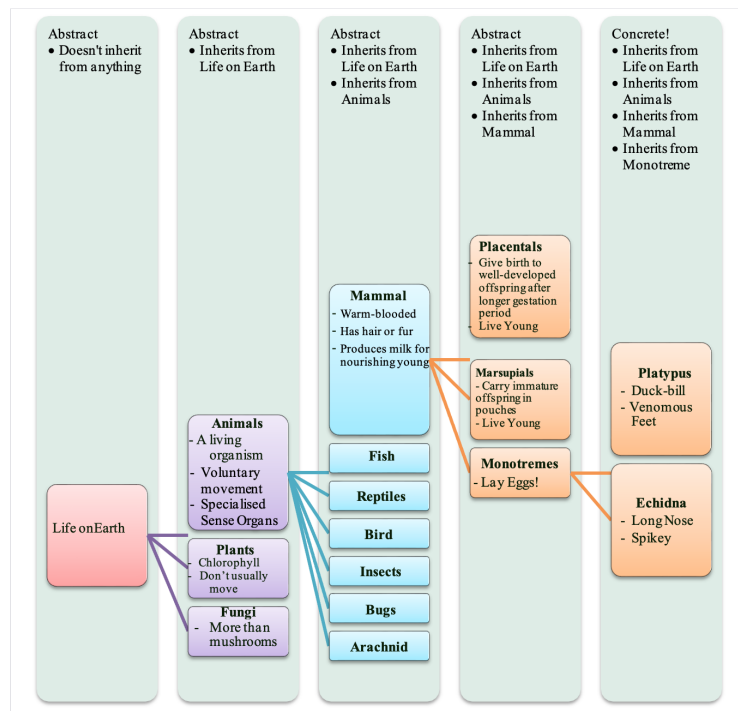 Abstract
• Doesn't inherit
from anything
Abstract
• Inherits from
Life on Earth
Abstract
• Inherits from
Life on Earth
• Inherits from
Animals
Abstract
• Inherits from
Life on Earth
• Inherits from
Animals
• Inherits from
Mammal
Concrete!
• Inherits from
Life on Earth
• Inherits from
Animals
• Inherits from
Mammal
• Inherits from
Monotreme
Life onEarth
Animals
- A living
organism
- Voluntary
movement
- Specialised
Sense Organs
Plants
- Chlorophyll
- Don't usually
move
Fungi
- More than
mushrooms
Mammal
- Warm-blooded
- Has hair or fur
- Produces milk for
nourishing young
Fish
Reptiles
Bird
Insects
Bugs
Arachnid
Placentals
- Give birth to
well-developed
offspring after
longer gestation
period
- Live Young
Marsupials
- Carry immature
offspring in
pouches
- Live Young
Monotremes
- Lay Eggs!
Platypus
- Duck-bill
- Venomous
Feet
Echidna
- Long Nose
- Spikey